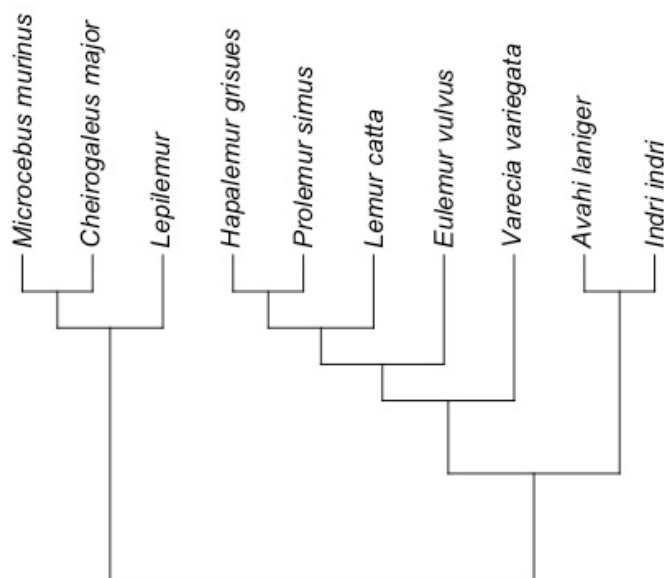 Microcebus murinus
Cheirogaleus major
Lepilemur
Hapalemur grisues
Prolemur simus
Lemur catta
Eulemur vulvus
Varecia variegata
Avahi laniger
Indri indri